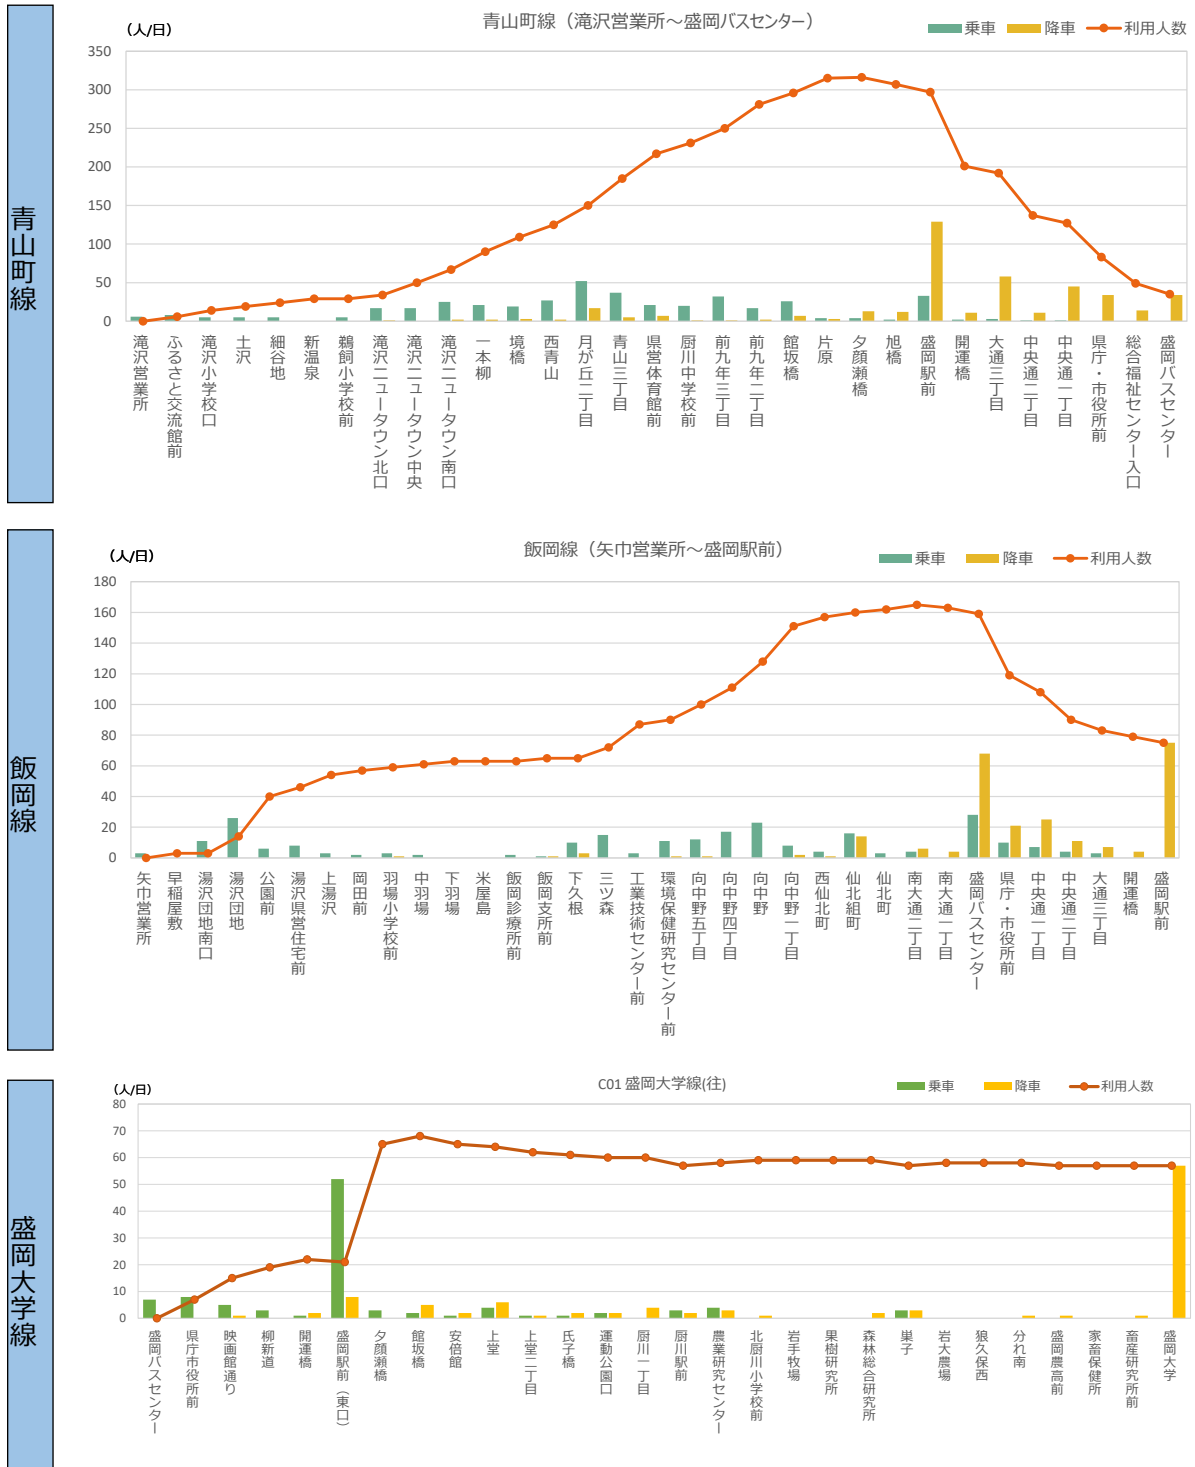 青山町線
青山町線（滝沢営業所～盛岡バスセンター）
（人/日）
乗車 降車 利用人数
350
300
250
200
150
100
50
0
滝沢営業所
ふるさと交流館前
滝沢小学校口
土沢
細谷地
新温泉
鵜飼小学校前
滝沢ニュータウン北口
滝沢ニュータウン中央
滝沢ニュータウン南口
一本柳
境橋
西青山
月が丘二丁目
青山三丁目
県営体育館前
厨川中学校前
前九年三丁目
前九年二丁目
館坂橋
片原
夕顔瀬橋
旭橋
盛岡駅前
開運橋
大通三丁目
中央通二丁目
中央通一丁目
県庁・市役所前
総合福祉センター入口
盛岡バスセンター
飯岡線
飯岡線（矢巾営業所～盛岡駅前）
（人/日）
乗車 降車 利用人数
180
160
140
120
100
80
60
40
20
0
矢巾営業所
早稲屋敷
湯沢団地南口
湯沢団地
公園前
湯沢県営住宅前
上湯沢
岡田前
羽場小学校前
中羽場
下羽場
米屋島
飯岡診療所前
飯岡支所前
下久根
三ツ森
工業技術センター前
環境保健研究センター前
向中野五丁目
向中野四丁目
向中野
向中野一丁目
西仙北町
仙北組町
仙北町
南大通二丁目
南大通一丁目
盛岡バスセンター
県庁・市役所前
中央通一丁目
中央通二丁目
大通三丁目
開運橋
盛岡駅前
盛岡大学線
C01 盛岡大学線(往)
（人/日）
乗車 降車 利用人数
80
70
60
50
40
30
20
10
0
盛岡バスセンター
県庁市役所前
映画館通り
柳新道
開運橋
盛岡駅前（東口）
夕顔瀬橋
館坂橋
安倍館
上堂
上堂二丁目
氏子橋
運動公園口
厨川一丁目
厨川駅前
農業研究センター
北厨川小学校前
岩手牧場
果樹研究所
森林総合研究所
巣子
岩大農場
狼久保西
分れ南
盛岡農高前
家畜保健所
畜産研究所前
盛岡大学